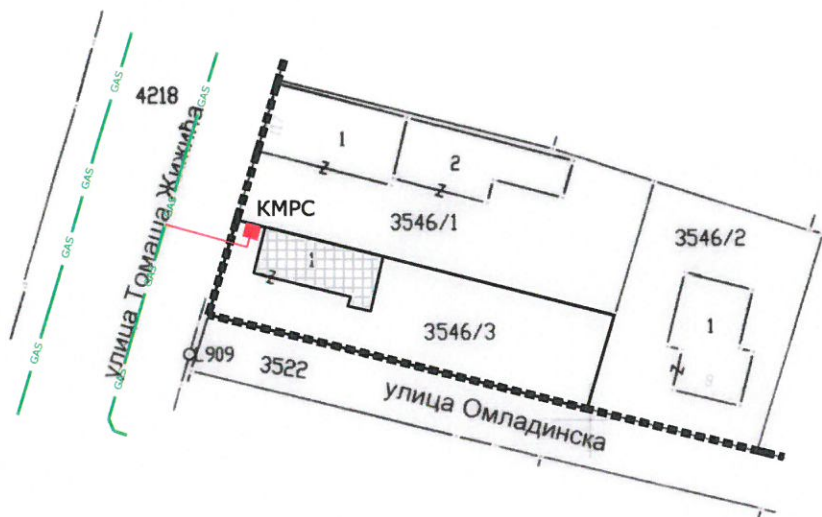 GAS
GAS
GAS
GAS
GAS
GAS
GAS
4218
улица Томаша Жижића
1
2
КМРС
3546/1
3546/2
1
1
3546/3
909
3522
улица Омладинска